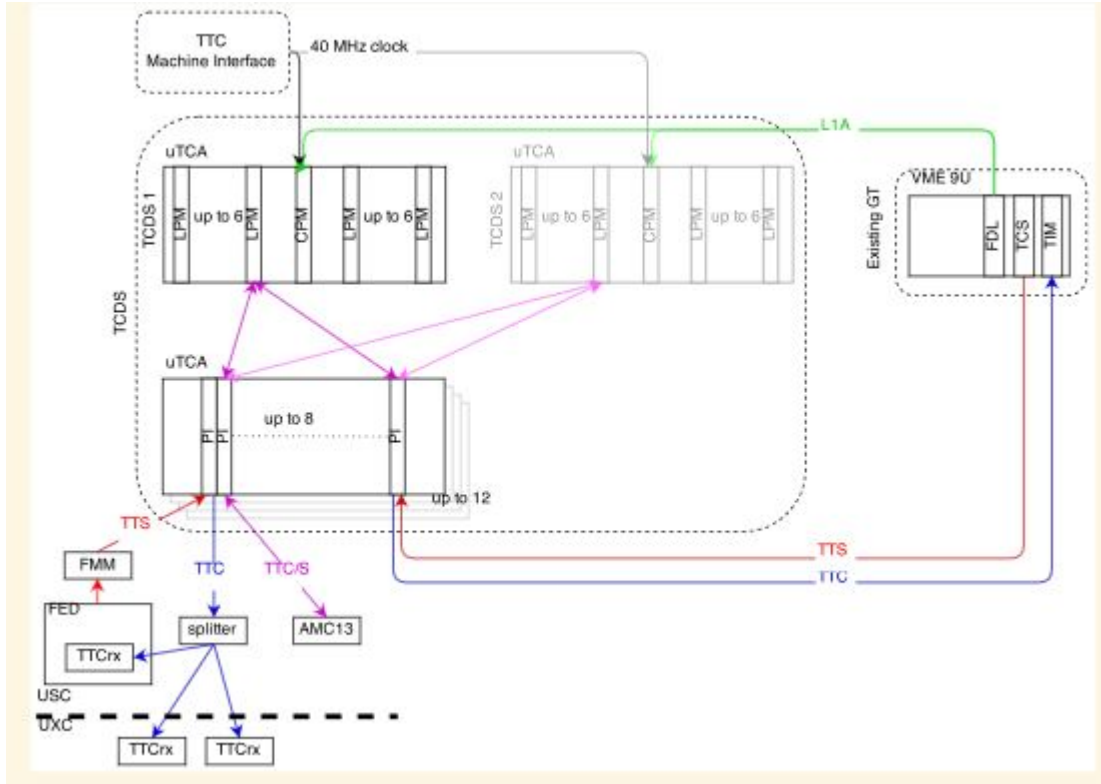 TTC
Machine Interface
40 MHz clock
L1A
uTCA
uTCA
VME 9U
TCDS 1
LPM
up to 6
LPM
CPM
LPM
up to 6
LPM
TCDS 2
LPM
up to 6
LPM
CPM
LPM
up to 6
LPM
Existing GT
FDL
TCS
TIM
TCDS
uTCA
PI
PI
up to 8
PI
up to 12
TTS
TTS
FMM
TTC
TTC/S
TTC
FED
splitter
AMC13
TTCrx
USC
UXC
TTCrx
TTCrx